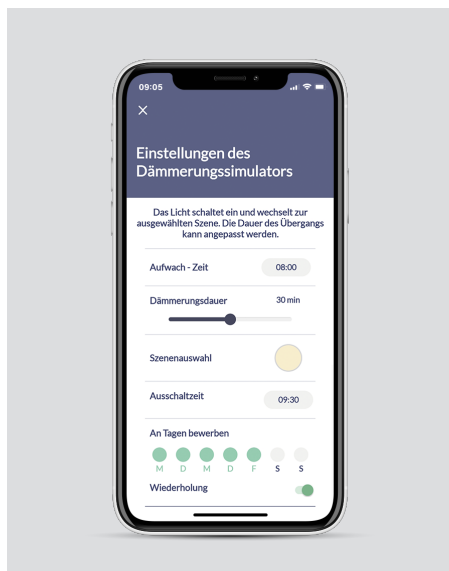 09:05
Einstellungen des
Dämmerungssimulators
Das Licht schaltet ein und wechselt zur
ausgewählten Szene. Die Dauer des Übergangs
kann angepasst werden.
Aufwach - Zeit 08:00
Dämmerungsdauer 30 min
Szenenauswahl
Ausschaltzeit 09:30
An Tagen bewerben
M D M D F S S
Wiederholung